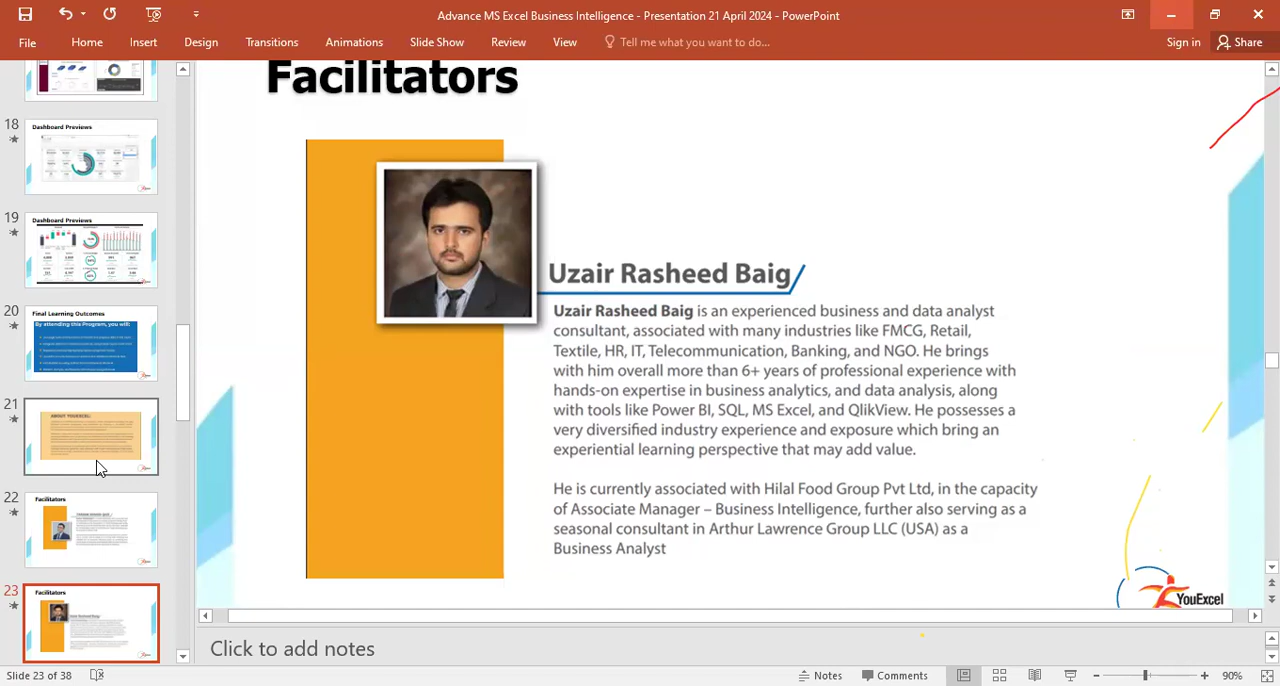 Advance MS Excel Business Intelligence - Presentation 21 April 2024 - PowerPoint
File Home Insert Design Transitions Animations Slide Show Review View Tell me what you want to do... Sign in Share
18
Dashboard Previews
19
Dashboard Previews
20
Final Learning Outcomes
By attending this Program, you will:
21
ABOUT YOUEXCEL:
22
Facilitators
23
Facilitators
Facilitators
Uzair Rasheed Baig
Uzair Rasheed Baig is an experienced business and data analyst
consultant, associated with many industries like FMCG, Retail,
Textile, HR, IT, Telecommunication, Banking, and NGO. He brings
with him overall more than 6+ years of professional experience with
hands-on expertise in business analytics, and data analysis, along
with tools like Power BI, SQL, MS Excel, and QlikView. He possesses a
very diversified industry experience and exposure which bring an
experiential learning perspective that may add value.
He is currently associated with Hilal Food Group Pvt Ltd, in the capacity
of Associate Manager – Business Intelligence, further also serving as a
seasonal consultant in Arthur Lawrence Group LLC (USA) as a
Business Analyst
YouExcel
Click to add notes
Slide 23 of 38 Notes Comments 90%